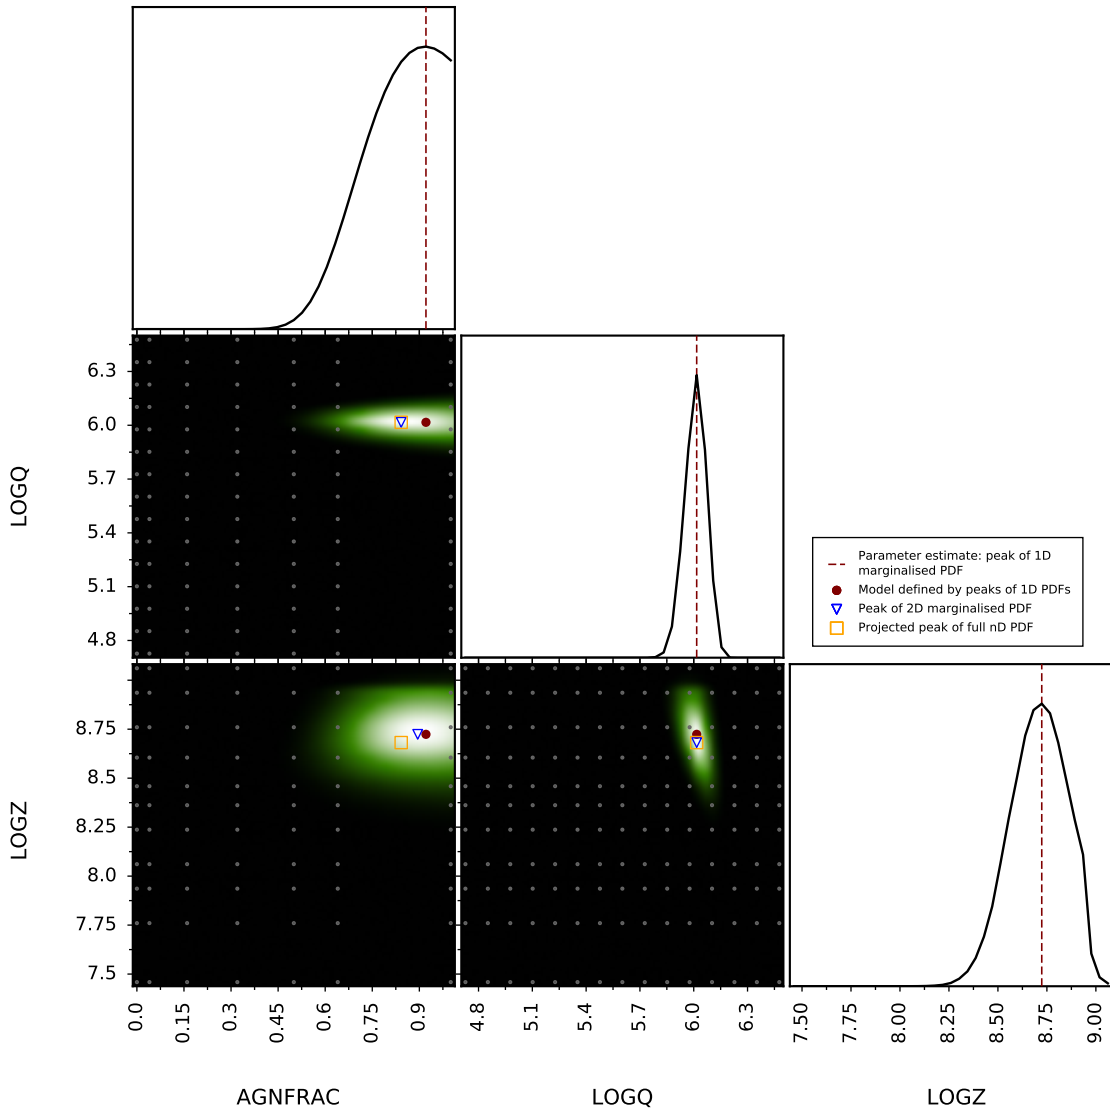 6.3
6.0
5.7
5.4
5.1
4.8
LOGQ
Parameter estimate: peak of 1D
marginalised PDF
Model defined by peaks of 1D PDFs
Peak of 2D marginalised PDF
Projected peak of full nD PDF
8.75
8.5
8.25
8.0
7.75
7.5
LOGZ
0.0 0.15 0.3 0.45 0.6 0.75 0.9
4.8 5.1 5.4 5.7 6.0 6.3
7.50 7.75 8.00 8.25 8.50 8.75 9.00
AGNFRAC LOGQ LOGZ